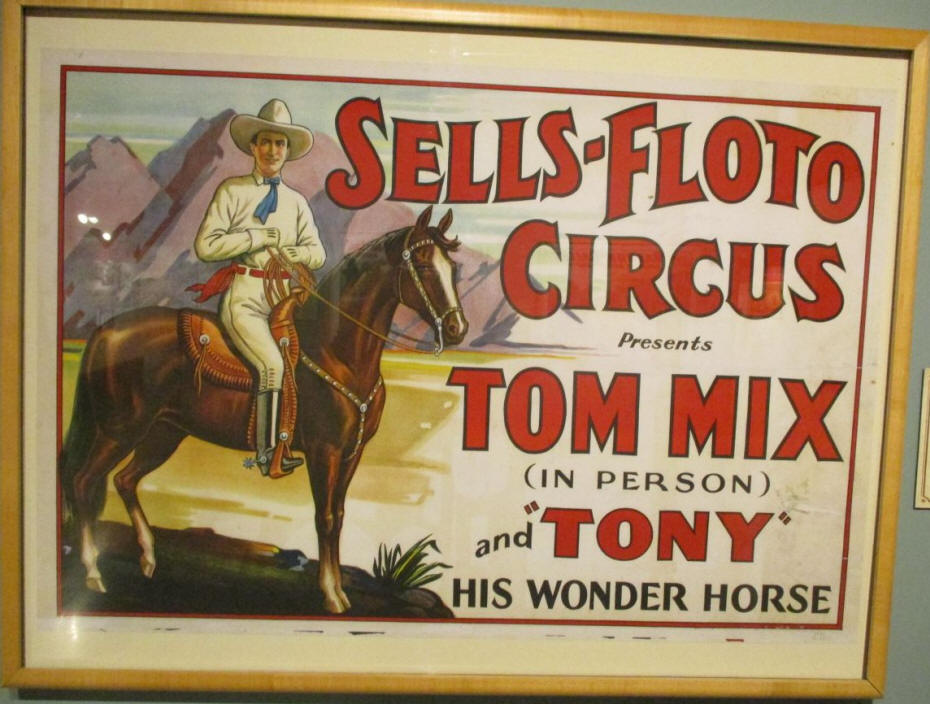 SELLS-FLOTO
CIRCUS
Presents
TOM MIX
(IN PERSON)
and "TONY"
HIS WONDER HORSE